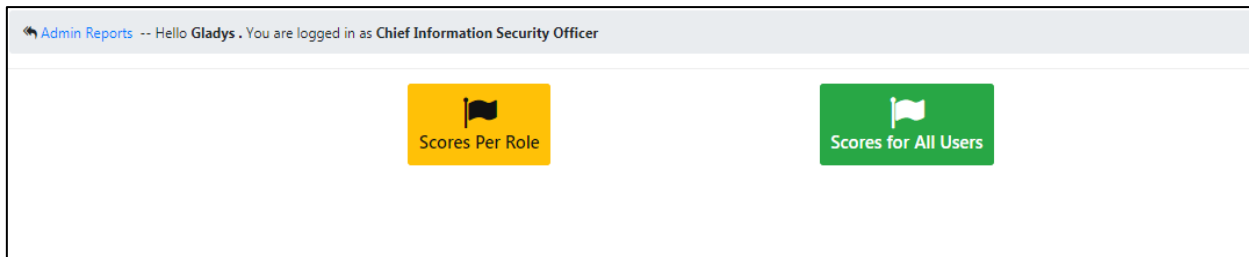 Admin Reports -- Hello Gladys . You are logged in as Chief Information Security Officer
Scores Per Role
Scores for All Users